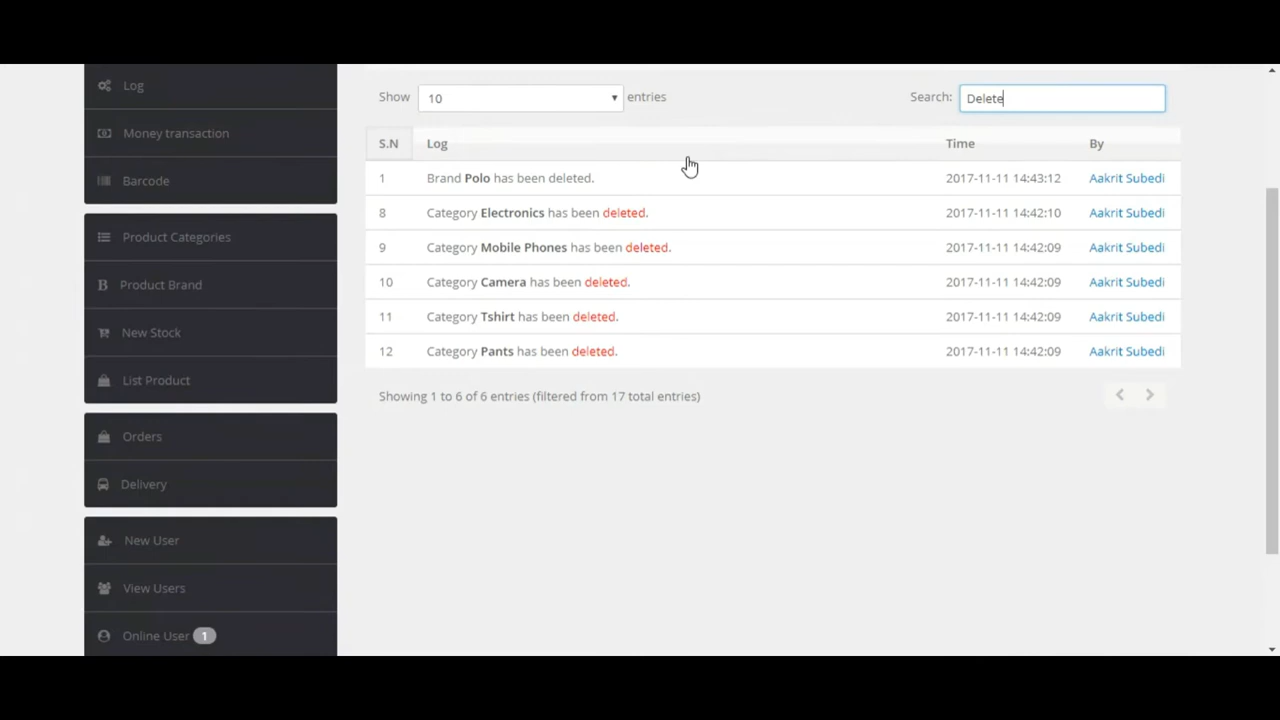 Log
Money transaction
Barcode
Product Categories
Product Brand
New Stock
List Product
Orders
Delivery
New User
View Users
Online User 1
Show 10 entries Search: Delete
S.N Log Time By
1 Brand Polo has been deleted. 2017-11-11 14:43:12 Aakrit Subedi
8 Category Electronics has been deleted. 2017-11-11 14:42:10 Aakrit Subedi
9 Category Mobile Phones has been deleted. 2017-11-11 14:42:09 Aakrit Subedi
10 Category Camera has been deleted. 2017-11-11 14:42:09 Aakrit Subedi
11 Category Tshirt has been deleted. 2017-11-11 14:42:09 Aakrit Subedi
12 Category Pants has been deleted. 2017-11-11 14:42:09 Aakrit Subedi
Showing 1 to 6 of 6 entries (filtered from 17 total entries)